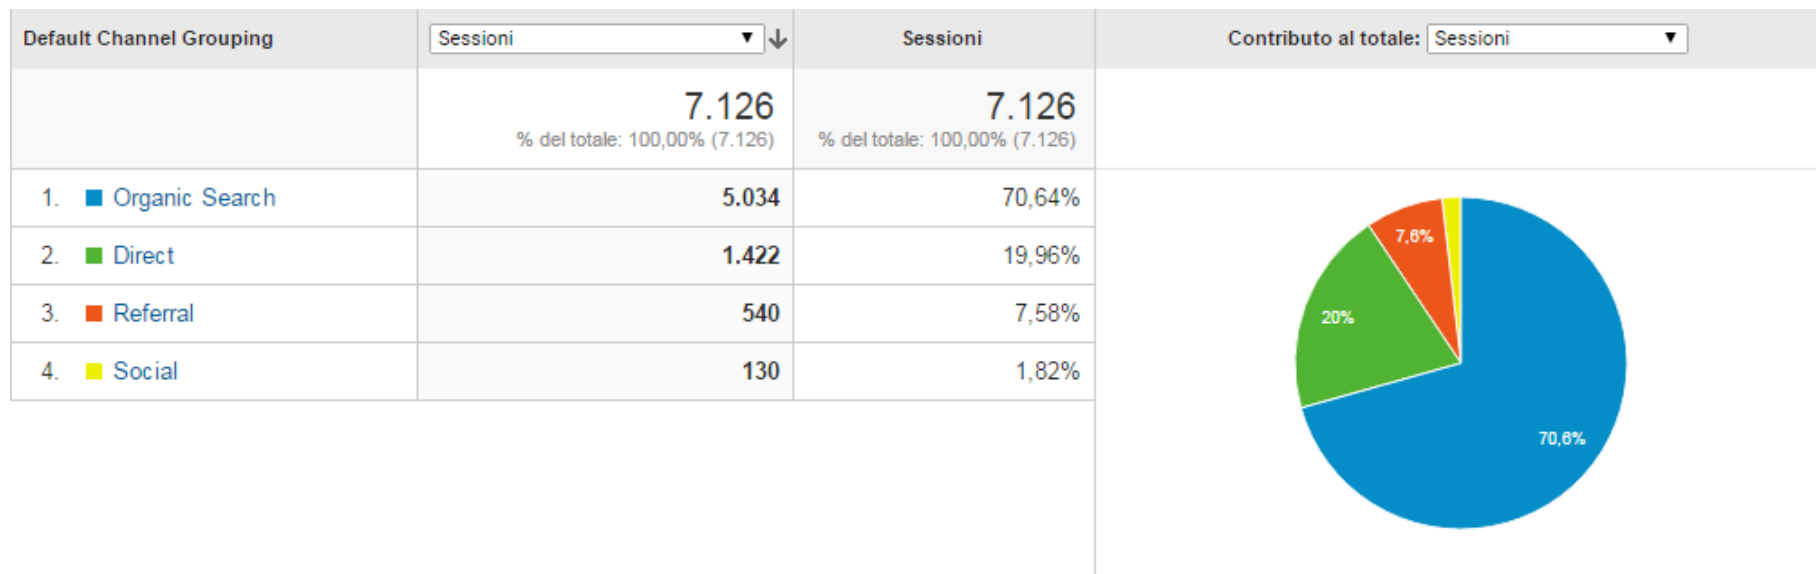 Default Channel Grouping Sessioni ▼ Sessioni Contributo al totale: Sessioni ▼
7.126 7.126
% del totale: 100,00% (7.126) % del totale: 100,00% (7.126)
1. Organic Search 5.034 70,64%
2. Direct 1.422 19,96%
3. Referral 540 7,58%
4. Social 130 1,82%
7,6%
20%
70,6%